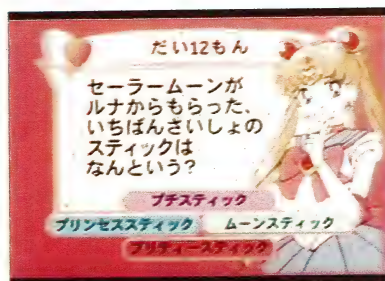 だい12もん
セーラームーンが
ルナからもらった、
いちばんさいしょの
スティックは
なんという?
プチスティック
プリンセススティック ムーンスティック
プリティースティック